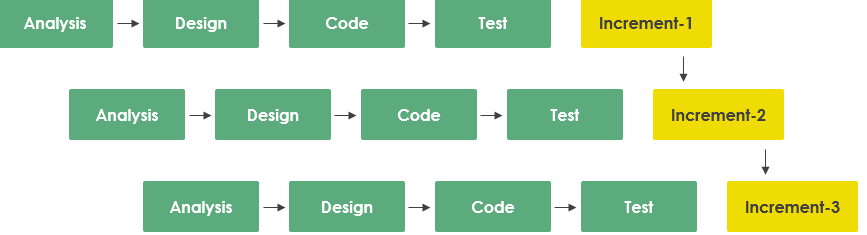 Analysis Design Code Test Increment-1
Analysis Design Code Test Increment-2
Analysis Design Code Test Increment-3